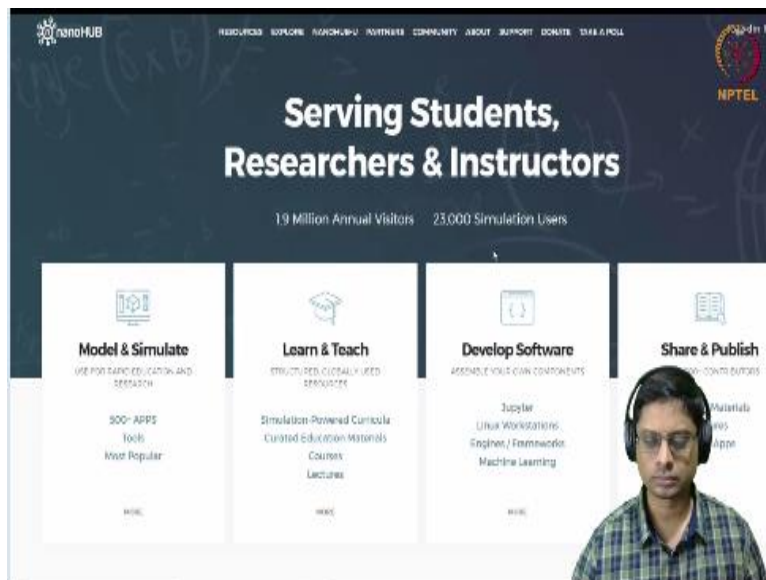 nanoHUB
RESOURCES EXPLORE NANOHUB-U PARTNERS COMMUNITY ABOUT SUPPORT DONATE TAKE A POLL
NPTEL
Serving Students,
Researchers & Instructors
1.9 Million Annual Visitors 23,000 Simulation Users
Model & Simulate
USE FOR RAPID EDUCATION AND
RESEARCH
500+ APPS
Tools
Most Popular
MORE
Learn & Teach
STRUCTURED, GLOBALLY USED
RESOURCES
Simulation-Powered Curricula
Curated Education Materials
Courses
Lectures
MORE
Develop Software
ASSEMBLE YOUR OWN COMPONENTS
Jupyter
Linux Workstations
Engines / Frameworks
Machine Learning
MORE
Share & Publish
CONTRIBUTORS
Materials
Apps